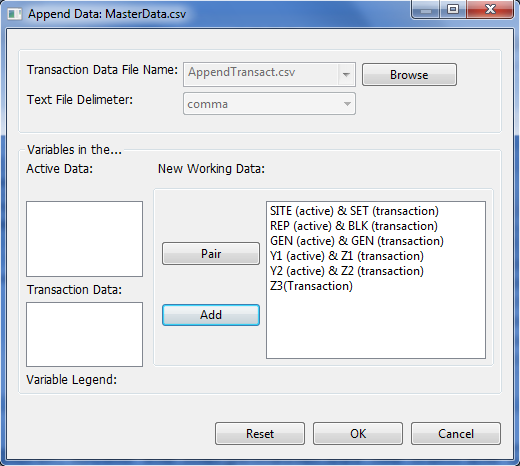 Append Data: MasterData.csv
Transaction Data File Name:
AppendTransact.csv
Browse
Text File Delimeter:
comma
Variables in the...
Active Data:
New Working Data:
SITE (active) & SET (transaction)
REP (active) & BLK (transaction)
GEN (active) & GEN (transaction)
Y1 (active) & Z1 (transaction)
Y2 (active) & Z2 (transaction)
Z3(Transaction)
Pair
Transaction Data:
Add
Variable Legend:
Reset
OK
Cancel